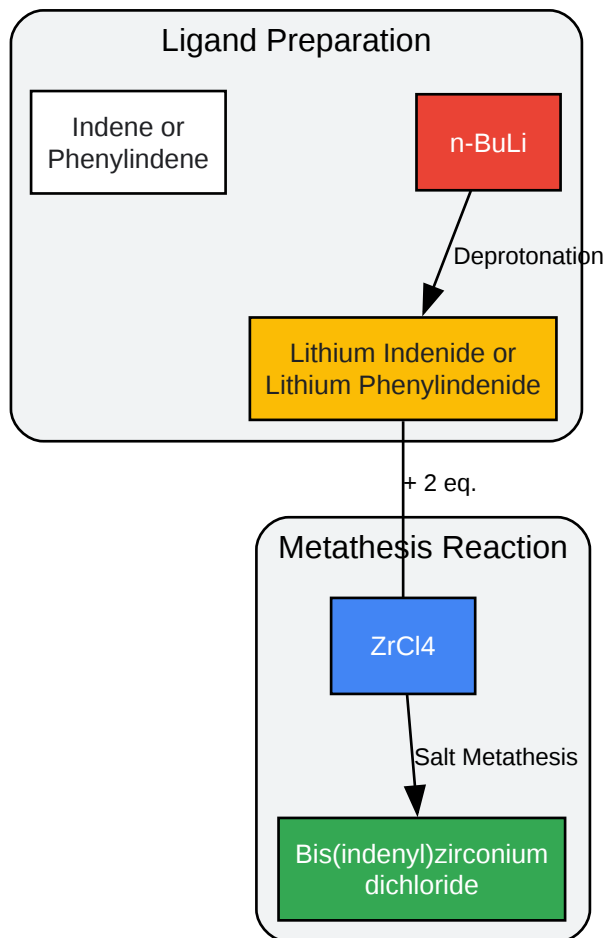 Ligand Preparation
Indene or
Phenylindene
n-BuLi
Deprotonation
Lithium Indenide or
Lithium Phenylindenide
+ 2 eq.
Metathesis Reaction
ZrCl4
Salt Metathesis
Bis(indenyl)zirconium
dichloride